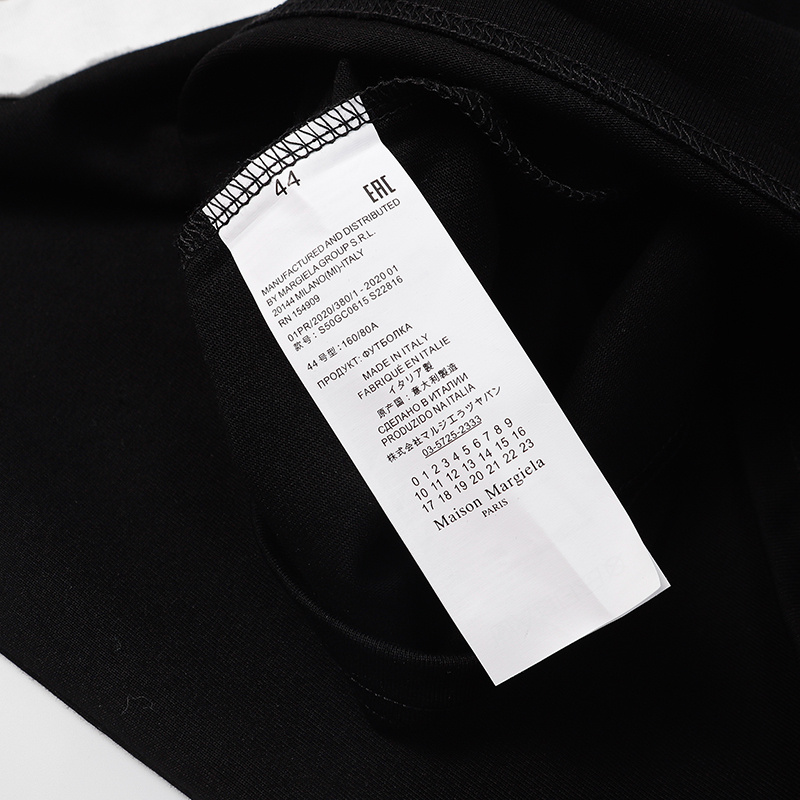 44
EAC
MANUFACTURED AND DISTRIBUTED
BY MARGIELA GROUP S.R.L.
20144 MILANO(MI)-ITALY
RN 154909
01PR/2020/380/1 - 2020 01
款号: S50GC0615 S22816
44 号型:160/80A
ПРОДУКТ: ФУТБОЛКА
MADE IN ITALY
FABRIQUÉ EN ITALIE
イタリア製
原产国:意大利製造
СДЕЛАНО В ИТАЛИИ
PRODUZIDO NA ITALIA
株式会社マルジエラヅヤパン
03-5725-2333
0 1 2 3 4 5 6 7 8 9
10 11 12 13 14 15 16
17 18 19 20 21 22 23
Maison Margiela
PARIS